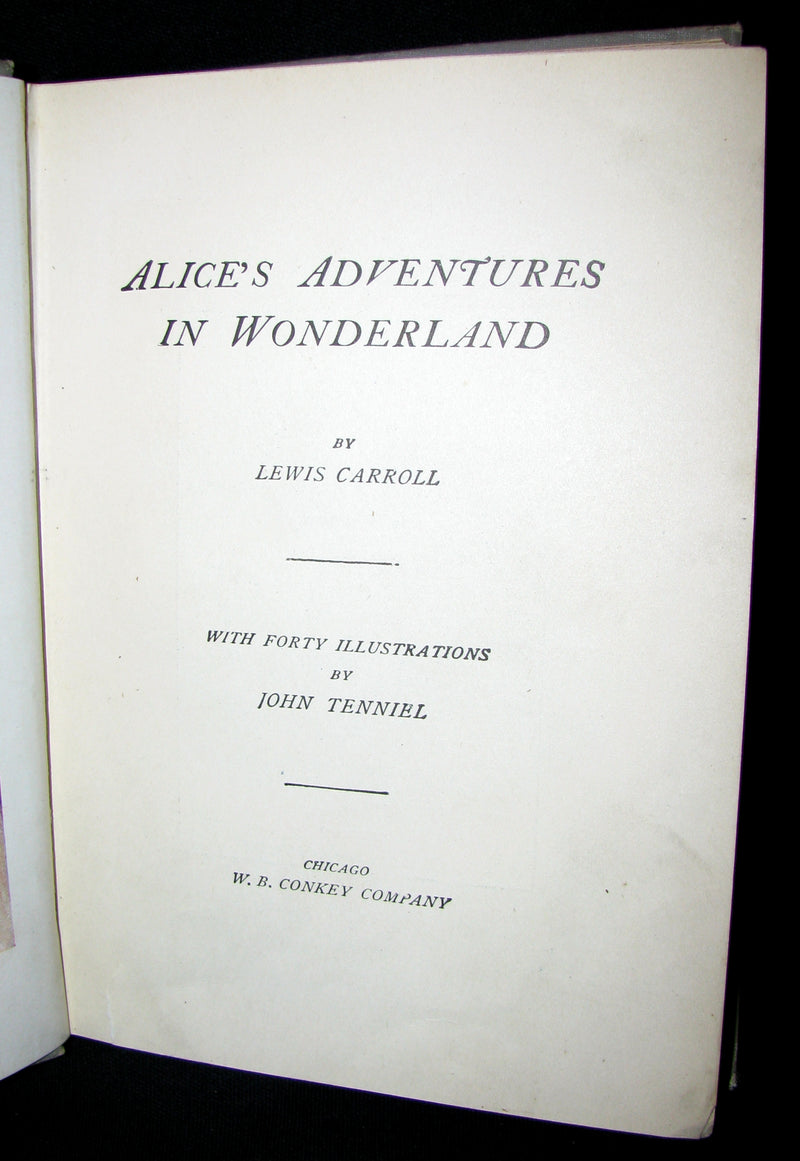 ALICE'S ADVENTURES
IN WONDERLAND
BY
LEWIS CARROLL
WITH FORTY ILLUSTRATIONS
BY
JOHN TENNIEL
CHICAGO
W. B. CONKEY COMPANY